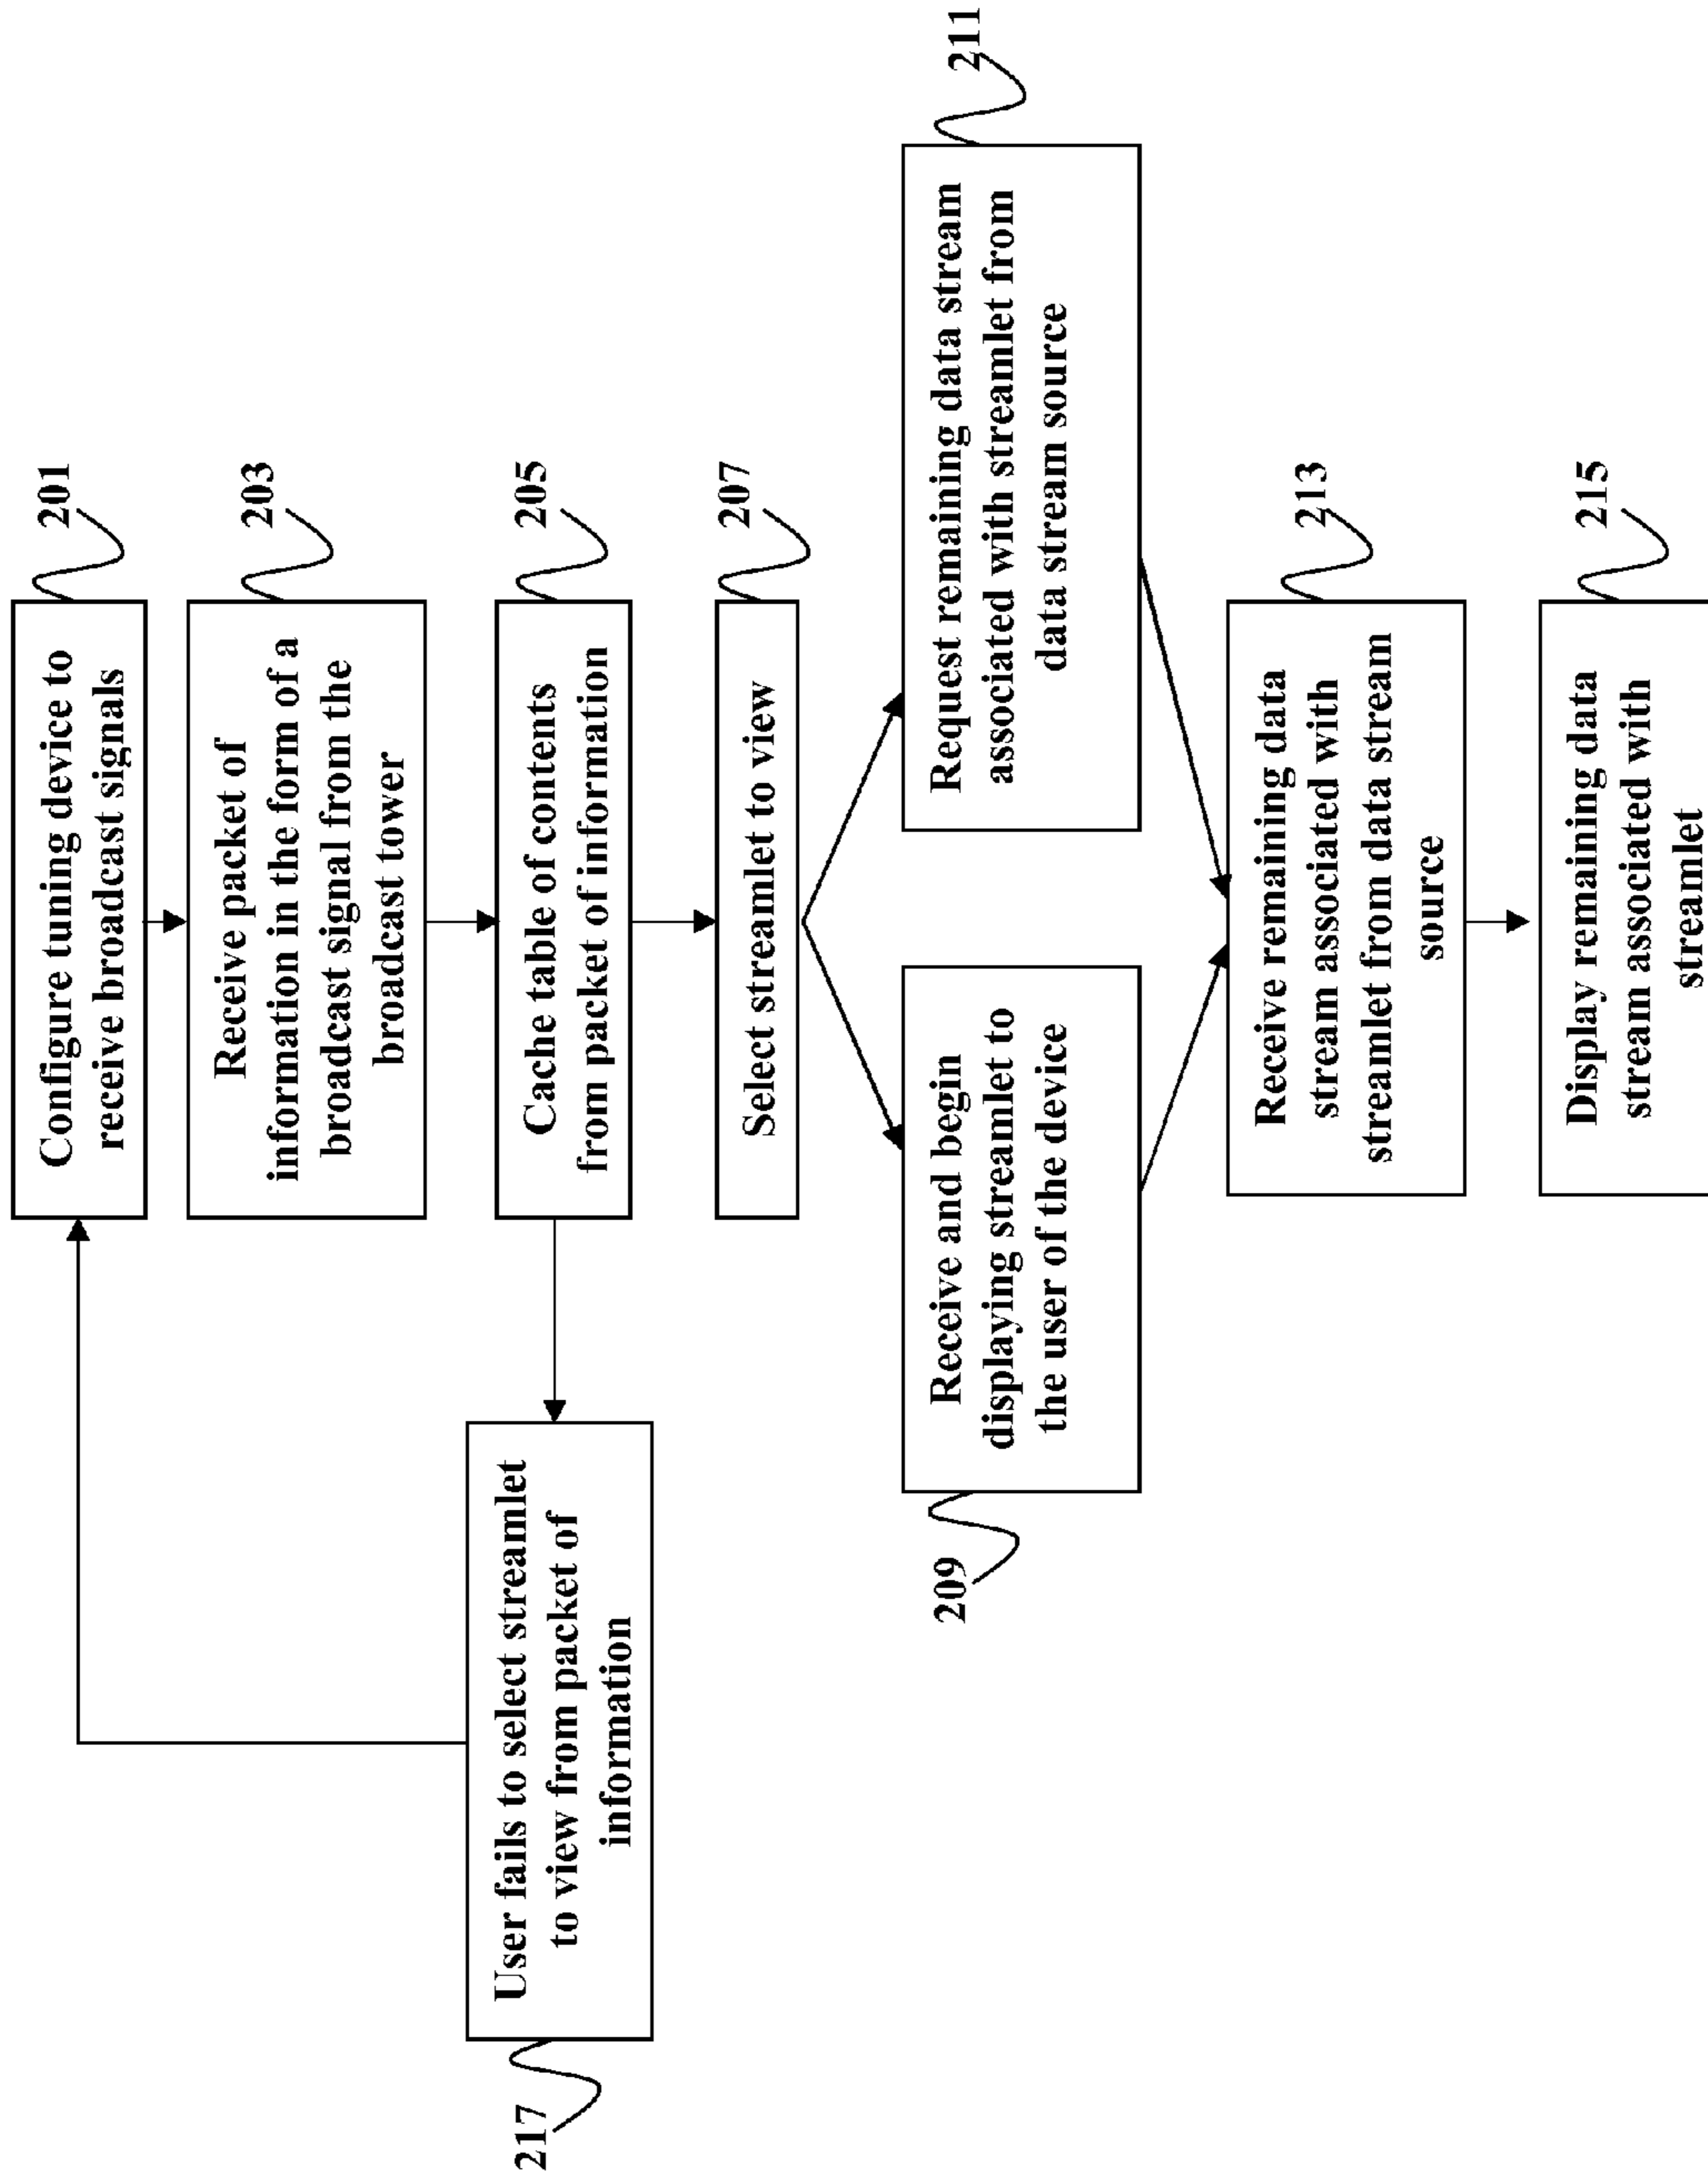 Configure tuning device to
receive broadcast signals
201
Receive packet of
information in the form of a
broadcast signal from the
broadcast tower
203
Cache table of contents
from packet of information
205
User fails to select streamlet
to view from packet of
information
217
Select streamlet to view
207
Receive and begin
displaying streamlet to
the user of the device
209
Request remaining data stream
associated with streamlet from
data stream source
211
Receive remaining data
stream associated with
streamlet from data stream
source
213
Display remaining data
stream associated with
streamlet
215